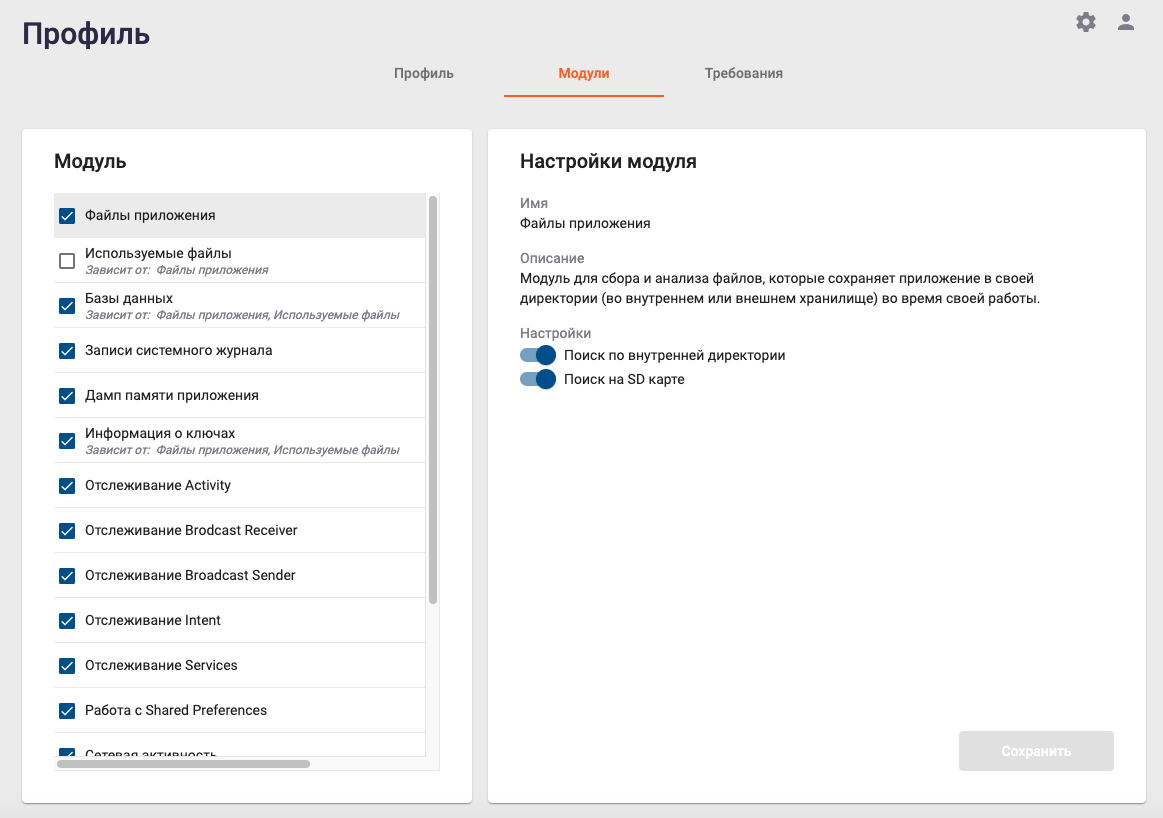 Профиль
Профиль
Модули
Требования
Модуль
Файлы приложения
Используемые файлы
Зависит от: Файлы приложения
Базы данных
Зависит от: Файлы приложения, Используемые файлы
Записи системного журнала
Дамп памяти приложения
Информация о ключах
Зависит от: Файлы приложения, Используемые файлы
Отслеживание Activity
Отслеживание Brodcast Receiver
Отслеживание Broadcast Sender
Отслеживание Intent
Отслеживание Services
Работа с Shared Preferences
Сетевая активность
Настройки модуля
Имя
Файлы приложения
Описание
Модуль для сбора и анализа файлов, которые сохраняет приложение в своей
директории (во внутреннем или внешнем хранилище) во время своей работы.
Настройки
Поиск по внутренней директории
Поиск на SD карте
Сохранить